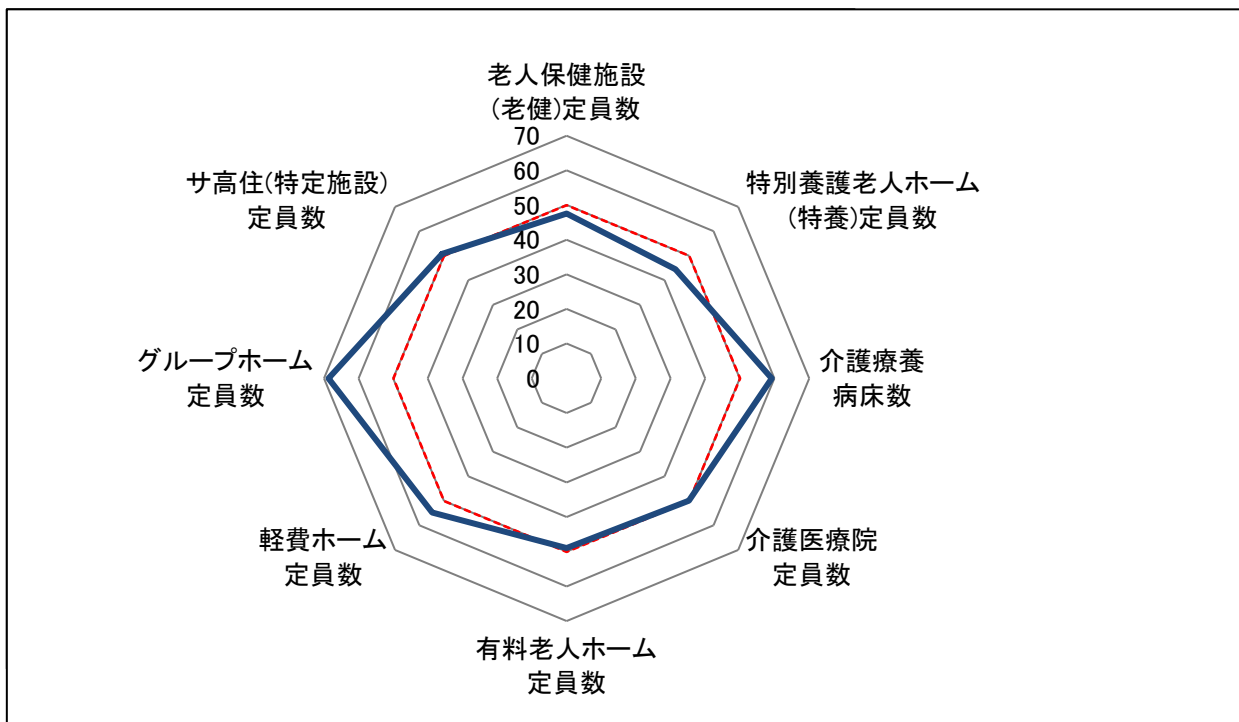 老人保健施設
(老健)定員数
特別養護老人ホーム
(特養)定員数
介護療養
病床数
介護医療院
定員数
有料老人ホーム
定員数
軽費ホーム
定員数
グループホーム
定員数
サ高住(特定施設)
定員数
70
60
50
40
30
20
10
0